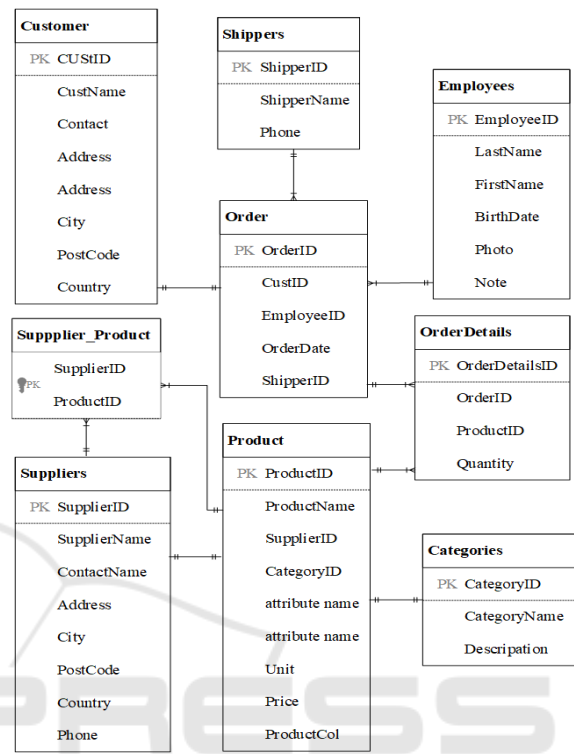 Customer
PK CUStID
CustName
Contact
Address
Address
City
PostCode
Country
Shippers
PK ShipperID
ShipperName
Phone
Employees
PK EmployeeID
LastName
FirstName
BirthDate
Photo
Note
Order
PK OrderID
CustID
EmployeeID
OrderDate
ShipperID
Suppplier_Product
SupplierID
PK
ProductID
OrderDetails
PK OrderDetailsID
OrderID
ProductID
Quantity
Product
PK ProductID
ProductName
SupplierID
CategoryID
attribute name
attribute name
Unit
Price
ProductCol
Suppliers
PK SupplierID
SupplierName
ContactName
Address
City
PostCode
Country
Phone
Categories
PK CategoryID
CategoryName
Descripation
PRESS